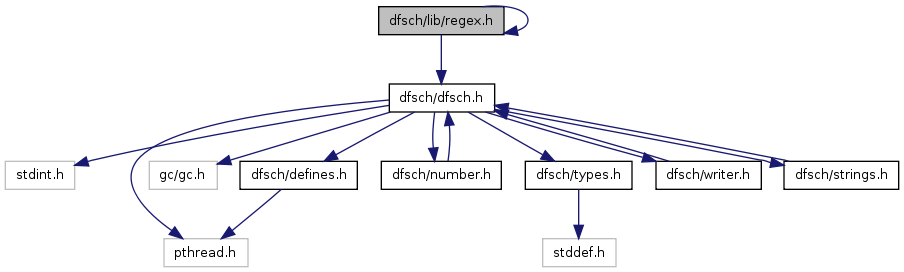 dfsch/lib/regex.h
dfsch/dfsch.h
stdint.h
gc/gc.h
dfsch/defines.h
dfsch/number.h
dfsch/types.h
dfsch/writer.h
dfsch/strings.h
pthread.h
stddef.h